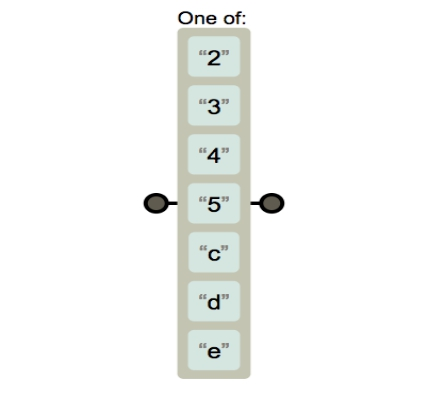 One of:
“2”
“3”
“4”
“5”
“c”
“d”
“e”